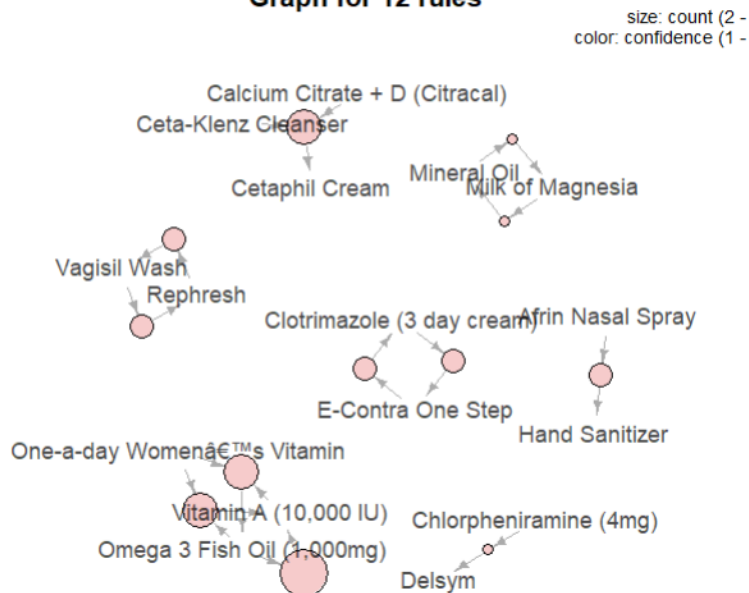 Graph for 12 rules
size: count (2 -
color: confidence (1 -
Calcium Citrate + D (Citracal)
Ceta-Klenz Cleanser
Cetaphil Cream
Mineral Oil
Milk of Magnesia
Vagisil Wash
Rephresh
Clotrimazole (3 day cream)
Afrin Nasal Spray
E-Contra One Step
Hand Sanitizer
One-a-day Womenâ€™s Vitamin
Vitamin A (10,000 IU)
Chlorpheniramine (4mg)
Omega 3 Fish Oil (1,000mg)
Delsym